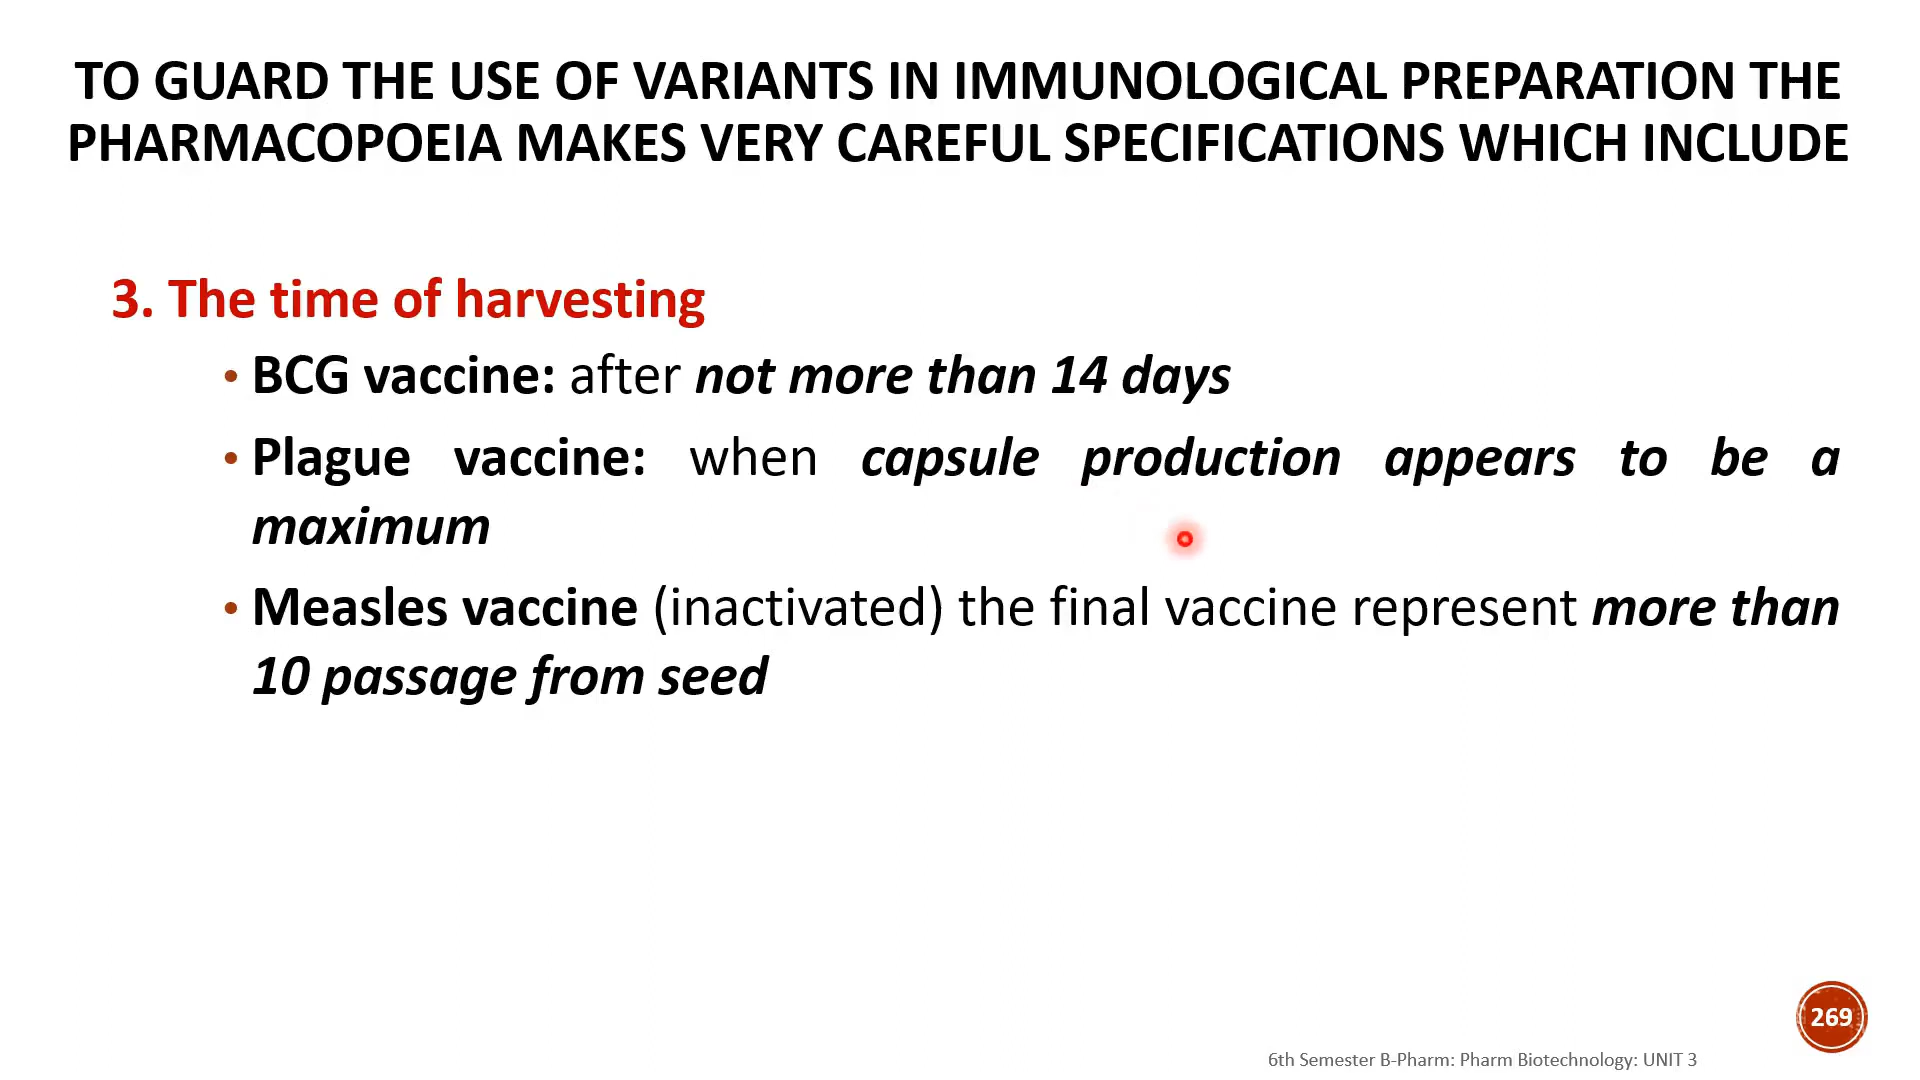 TO GUARD THE USE OF VARIANTS IN IMMUNOLOGICAL PREPARATION THE
PHARMACOPOEIA MAKES VERY CAREFUL SPECIFICATIONS WHICH INCLUDE
3. The time of harvesting
• BCG vaccine: after not more than 14 days
• Plague vaccine: when capsule production appears to be a
maximum
• Measles vaccine (inactivated) the final vaccine represent more than
10 passage from seed
269
6th Semester B-Pharm: Pharm Biotechnology: UNIT 3